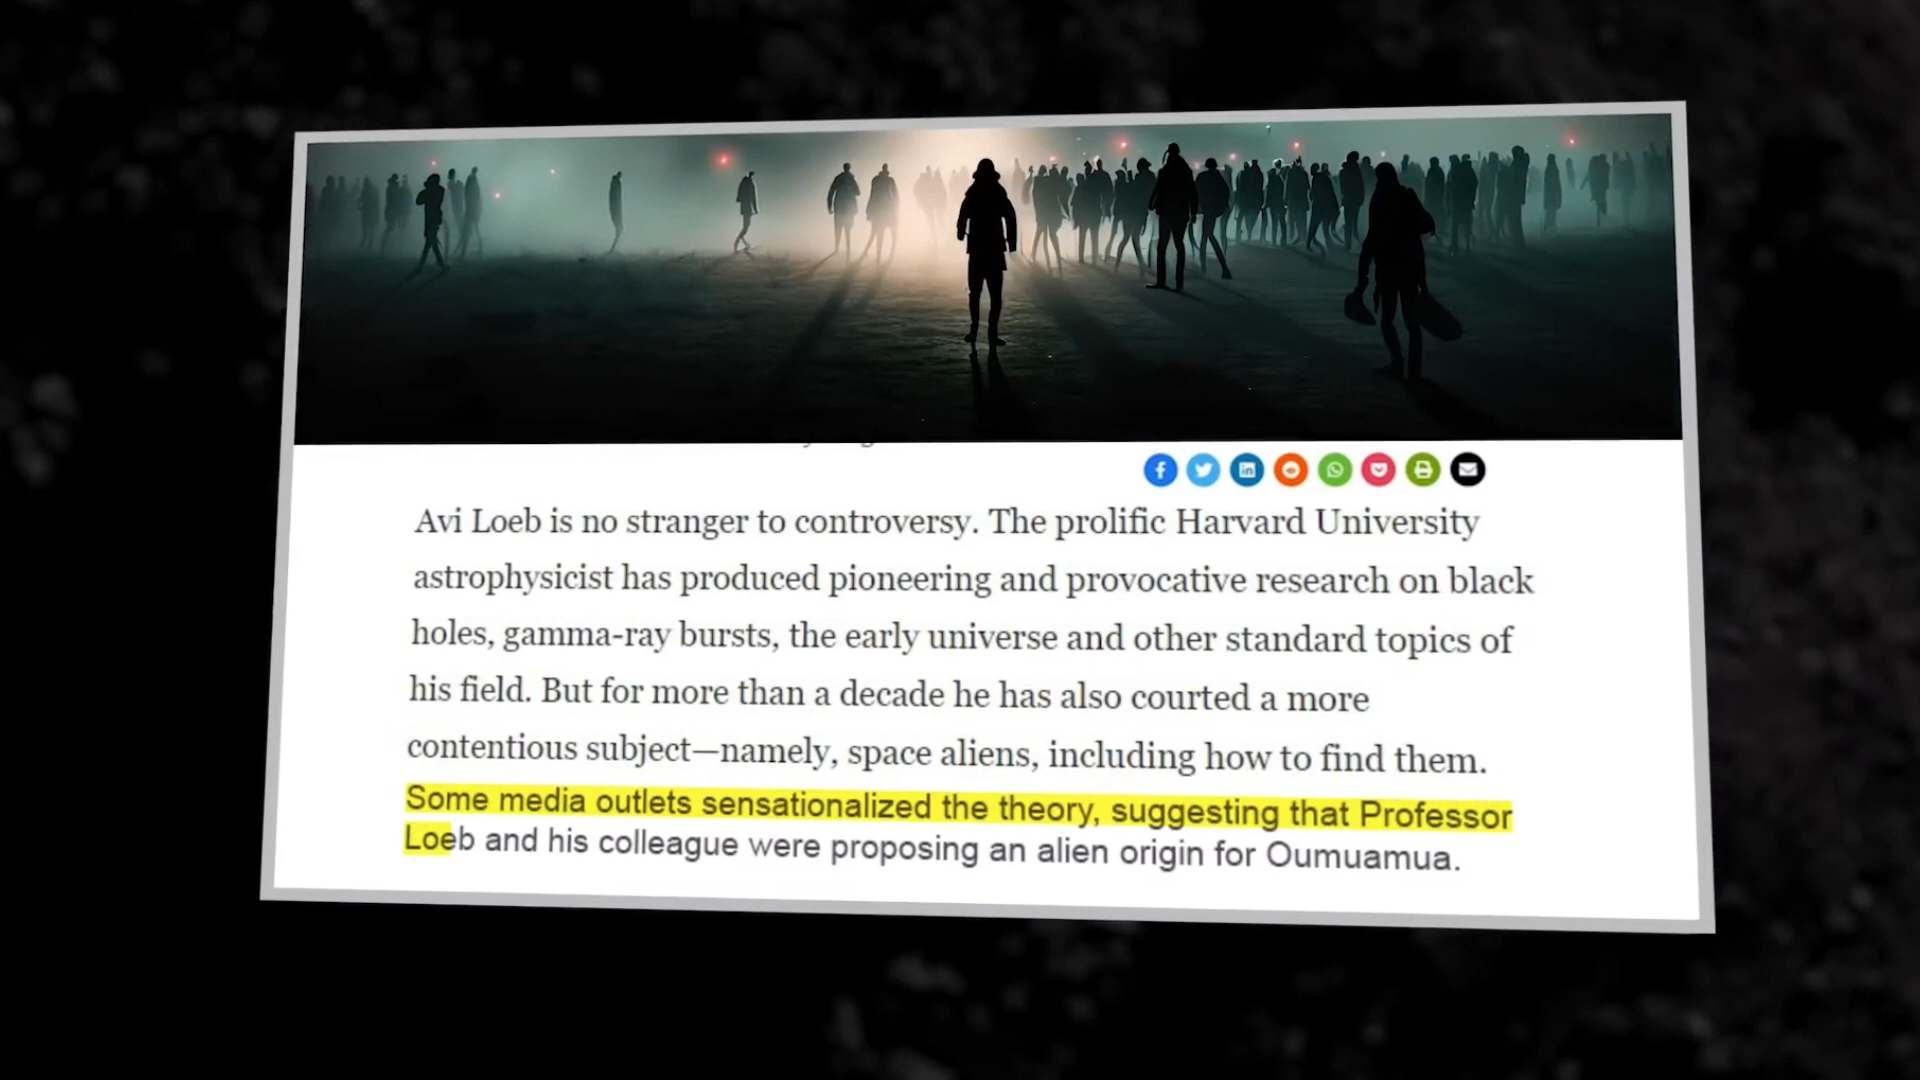 Avi Loeb is no stranger to controversy. The prolific Harvard University
astrophysicist has produced pioneering and provocative research on black
holes, gamma-ray bursts, the early universe and other standard topics of
his field. But for more than a decade he has also courted a more
contentious subject—namely, space aliens, including how to find them.
Some media outlets sensationalized the theory, suggesting that Professor
Loeb and his colleague were proposing an alien origin for Oumuamua.